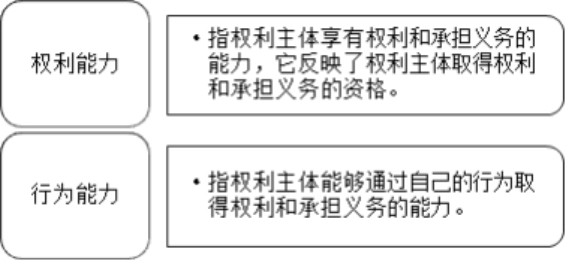 权利能力
•指权利主体享有权利和承担义务的
能力，它反映了权利主体取得权利
和承担义务的资格。
行为能力
•指权利主体能够通过自己的行为取
得权利和承担义务的能力。